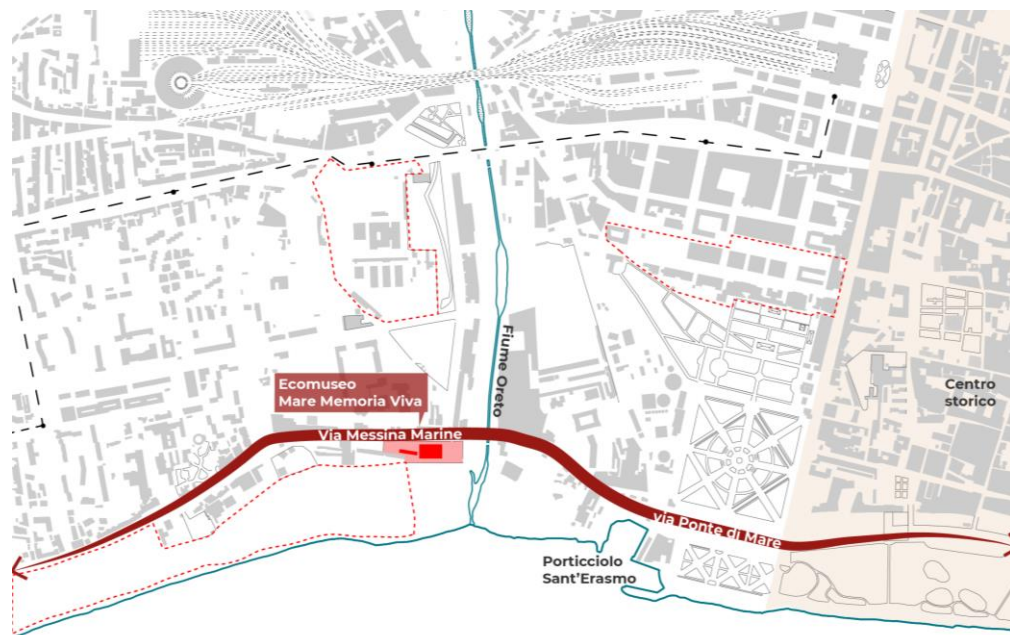 Fiume Oreto
Ecomuseo
Mare Memoria Viva
Via Messina Marine
Centro
storico
via Ponte di Mare
Porticciolo
Sant'Erasmo